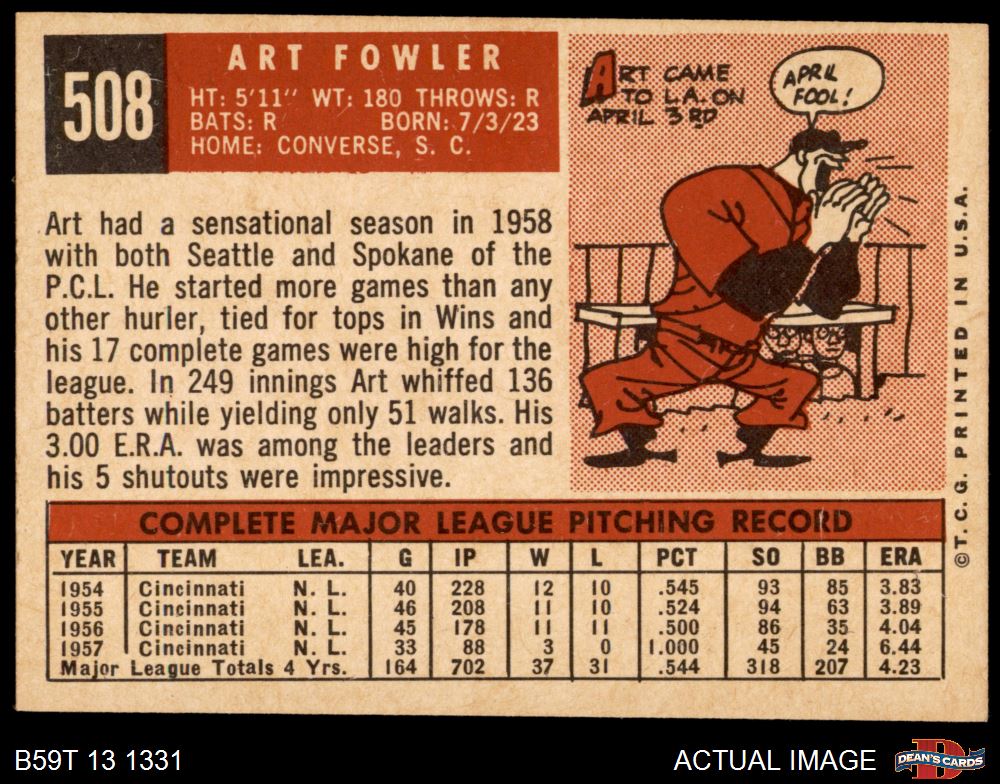 508
ART FOWLER
HT: 5'11" WT: 180 THROWS: R
BATS: R BORN: 7/3/23
HOME: CONVERSE, S. C.
ART CAME
TO L.A. ON
APRIL 3RD
APRIL
FOOL!
Art had a sensational season in 1958
with both Seattle and Spokane of the
P.C.L. He started more games than any
other hurler, tied for tops in Wins and
his 17 complete games were high for the
league. In 249 innings Art whiffed 136
batters while yielding only 51 walks. His
3.00 E.R.A. was among the leaders and
his 5 shutouts were impressive.
©T. C. G. PRINTED IN U.S.A.
COMPLETE MAJOR LEAGUE PITCHING RECORD
YEAR TEAM LEA. G IP W L PCT SO BB ERA
1954 Cincinnati N. L. 40 228 12 10 .545 93 85 3.83
1955 Cincinnati N. L. 46 208 11 10 .524 94 63 3.89
1956 Cincinnati N. L. 45 178 11 11 .500 86 35 4.04
1957 Cincinnati N. L. 33 88 3 0 1.000 45 24 6.44
Major League Totals 4 Yrs. 164 702 37 31 .544 318 207 4.23
B59T 13 1331
ACTUAL IMAGE
DEAN'S CARDS